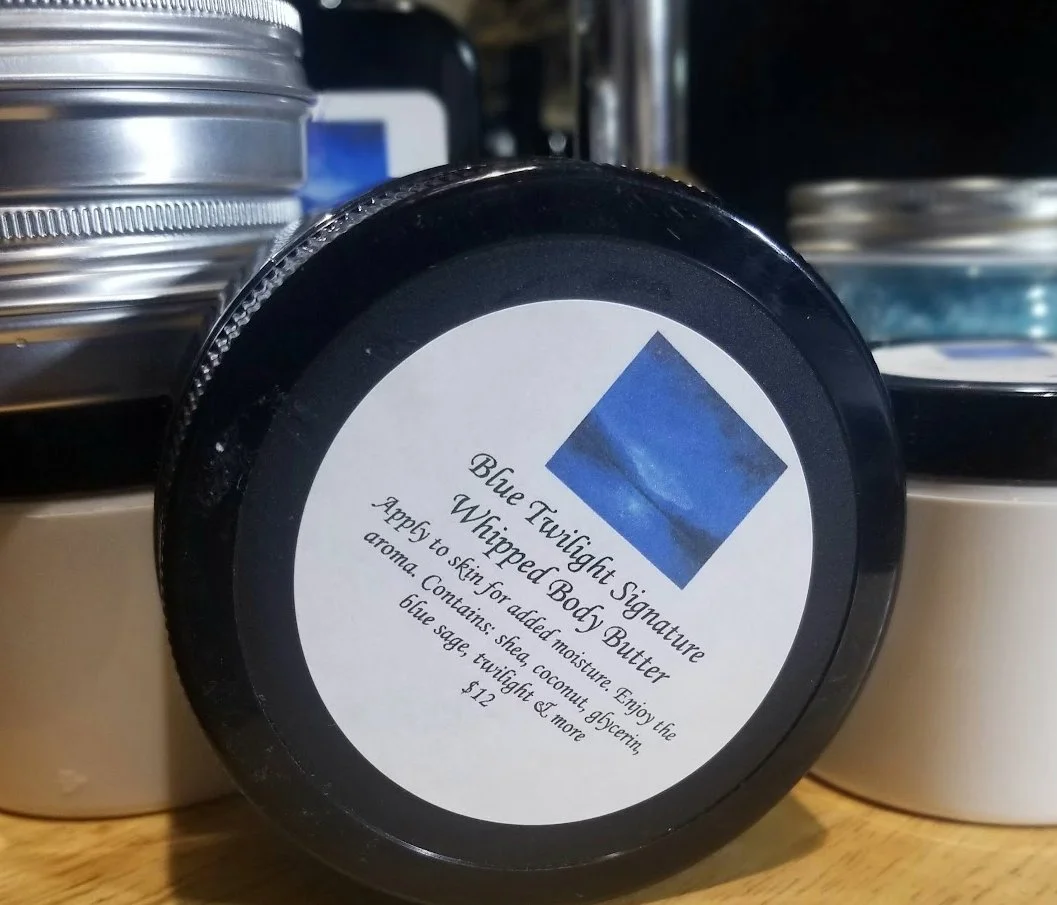 Blue Twilight Signature
Whipped Body Butter
Apply to skin for added moisture. Enjoy the
aroma. Contains: shea, coconut, glycerin,
blue sage, twilight & more
$12